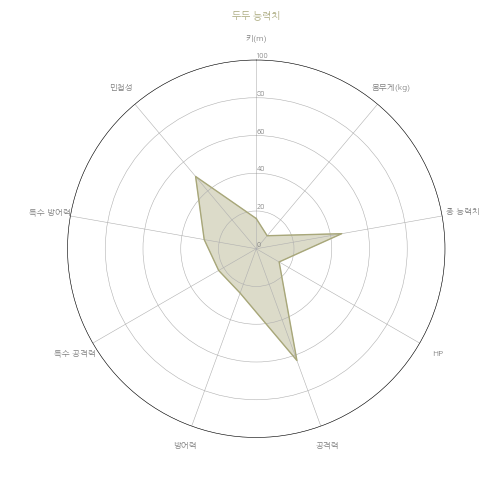 두두 능력치
키(m)
몸무게(kg)
총 능력치
HP
공격력
방어력
특수 공격력
특수 방어력
민첩성
100
80
60
40
20
0